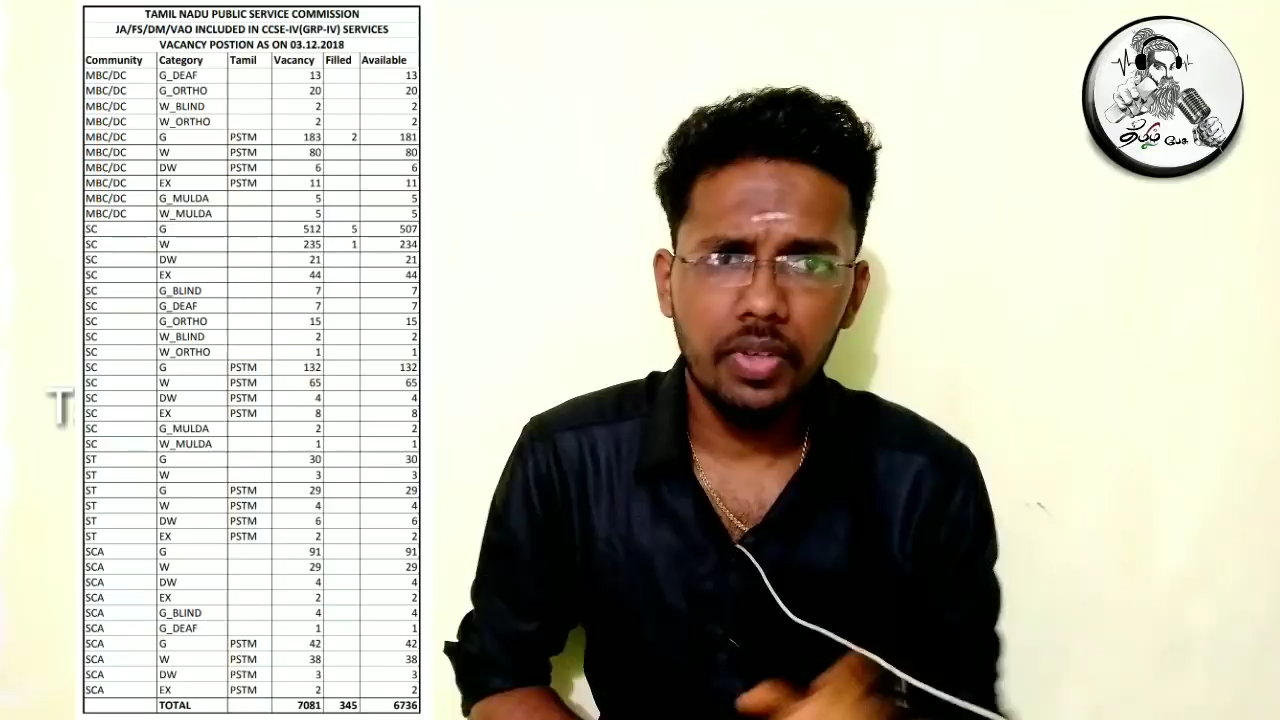 TAMIL NADU PUBLIC SERVICE COMMISSION
JA/FS/DM/VAO INCLUDED IN CCSE-IV(GRP-IV) SERVICES
VACANCY POSTION AS ON 03.12.2018
Community Category Tamil Vacancy Filled Available
MBC/DC G_DEAF 13 13
MBC/DC G_ORTHO 20 20
MBC/DC W_BLIND 2 2
MBC/DC W_ORTHO 2 2
MBC/DC G PSTM 183 2 181
MBC/DC W PSTM 80 80
MBC/DC DW PSTM 6 6
MBC/DC EX PSTM 11 11
MBC/DC G_MULDA 5 5
MBC/DC W_MULDA 5 5
SC G 512 5 507
SC W 235 1 234
SC DW 21 21
SC EX 44 44
SC G_BLIND 7 7
SC G_DEAF 7 7
SC G_ORTHO 15 15
SC W_BLIND 2 2
SC W_ORTHO 1 1
SC G PSTM 132 132
SC W PSTM 65 65
SC DW PSTM 4 4
SC EX PSTM 8 8
SC G_MULDA 2 2
SC W_MULDA 1 1
ST G 30 30
ST W 3 3
ST G PSTM 29 29
ST W PSTM 4 4
ST DW PSTM 6 6
ST EX PSTM 2 2
SCA G 91 91
SCA W 29 29
SCA DW 4 4
SCA EX 2 2
SCA G_BLIND 4 4
SCA G_DEAF 1 1
SCA G PSTM 42 42
SCA W PSTM 38 38
SCA DW PSTM 3 3
SCA EX PSTM 2 2
TOTAL 7081 345 6736
தமிழ் பேசு